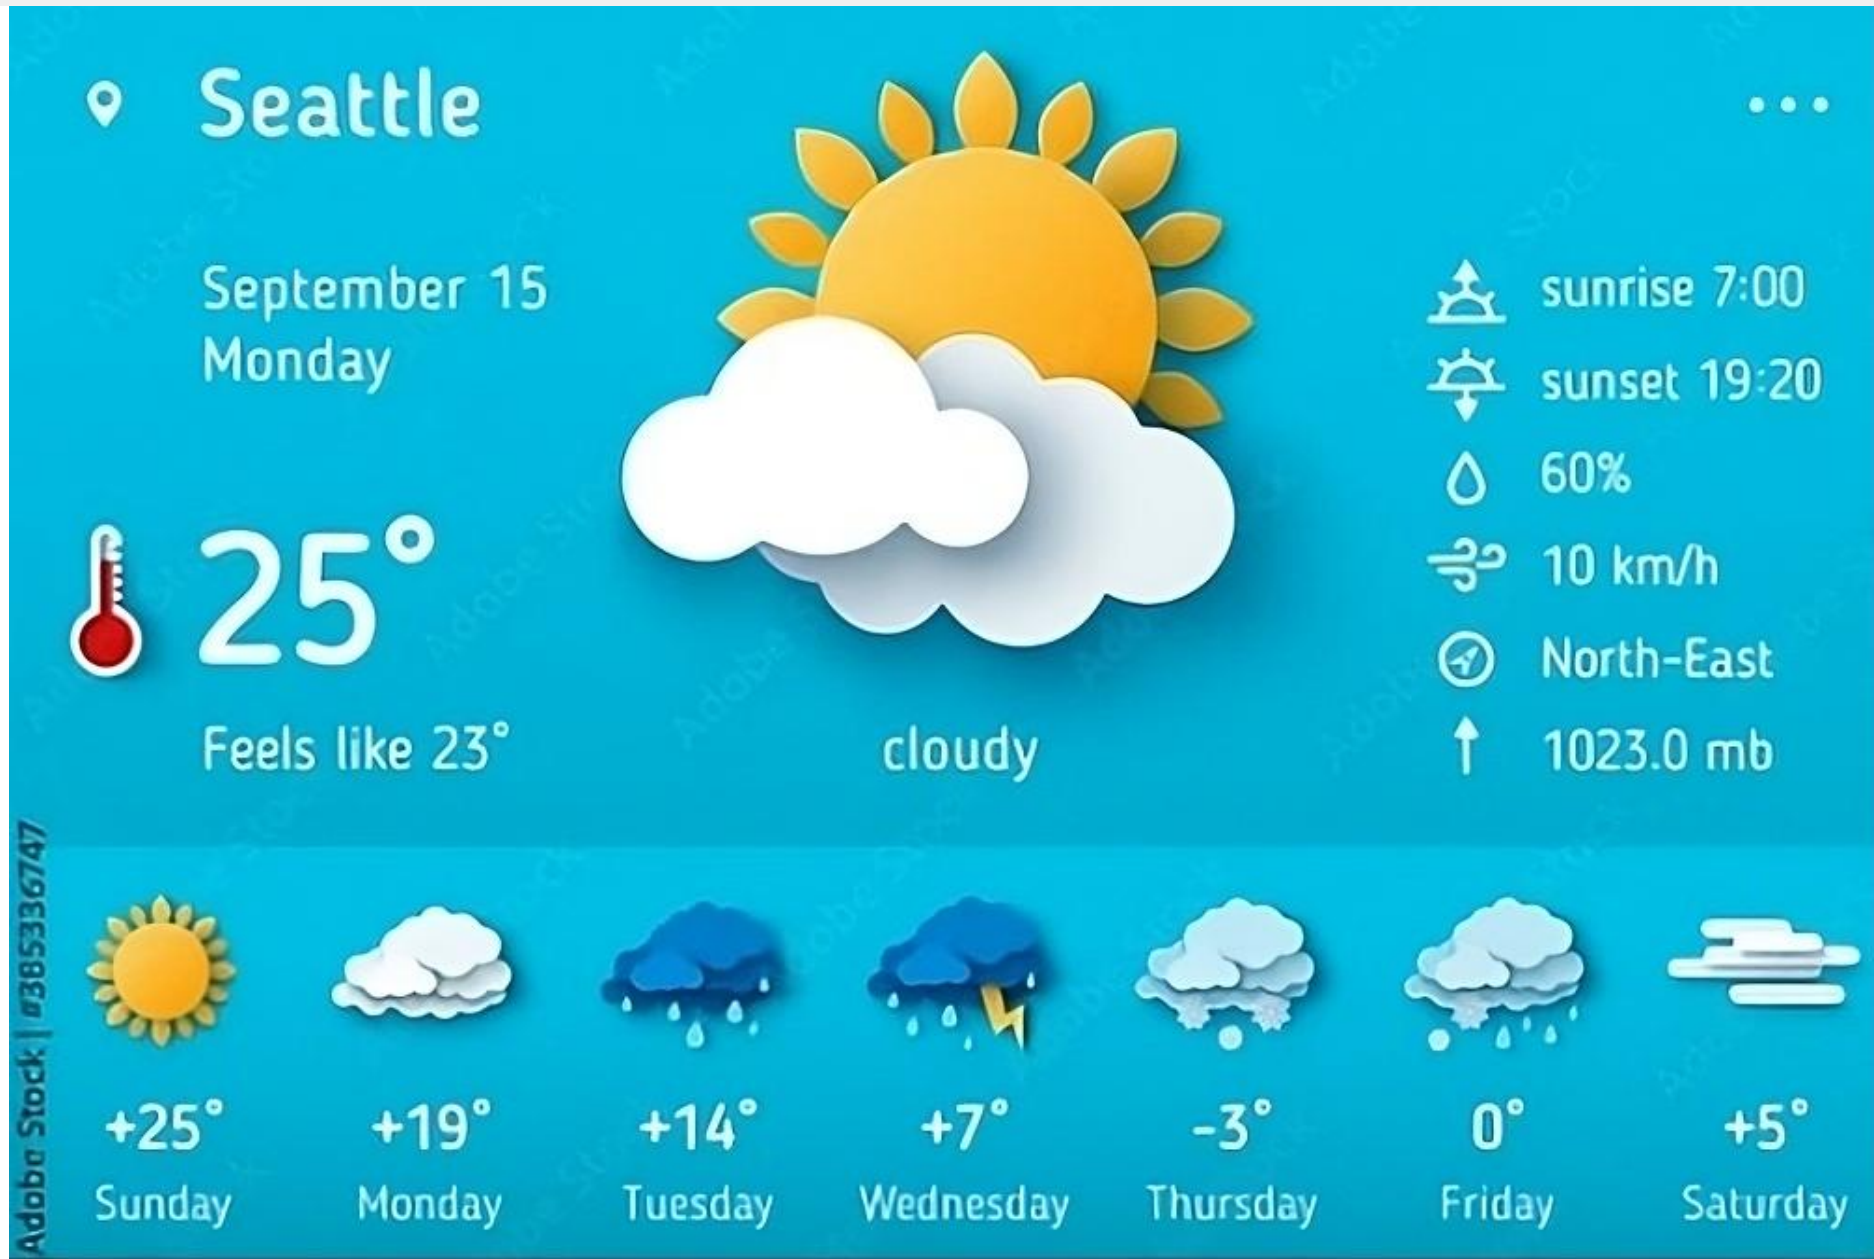 Seattle
...
September 15
Monday
25°
Feels like 23°
cloudy
sunrise 7:00
sunset 19:20
60%
10 km/h
North-East
1023.0 mb
+25°
Sunday
+19°
Monday
+14°
Tuesday
+7°
Wednesday
-3°
Thursday
0°
Friday
+5°
Saturday
Adobe Stock | #385336747
Adobe Stock